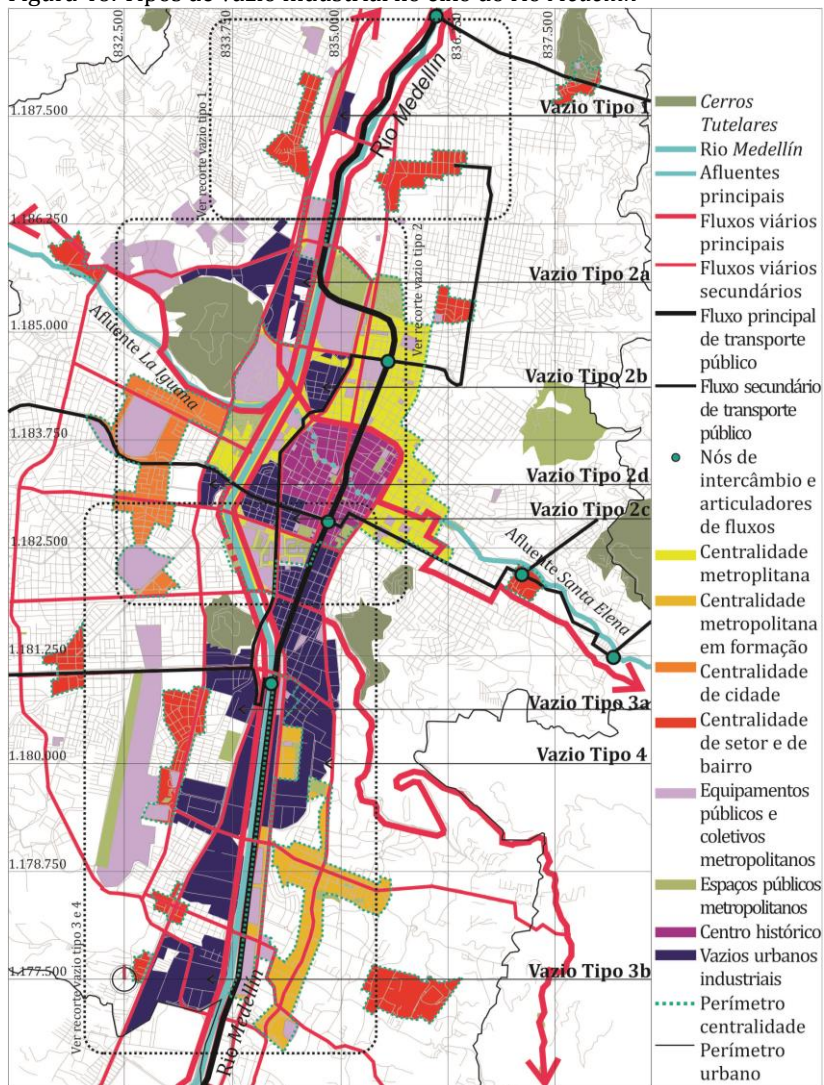 Figura Tipos de vazio industrial no eixo do Rio Medellín.
832.500
833.750
835.000
837.500
1.187.500
1.186.250
1.185.000
1.183.750
1.182.500
1.181.250
1.180.000
1.178.750
1.177.500
Ver recorte vazio tipo 1
Rio Medellín
Vazio Tipo 1
Ver recorte vazio tipo 2
Vazio Tipo 2a
Afluente La Iguana
Vazio Tipo 2b
Vazio Tipo 2d
Vazio Tipo 2c
Afluente Santa Elena
Vazio Tipo 3a
Vazio Tipo 4
Ver recorte vazio tipo 3 e 4
Vazio Tipo 3b
Rio Medellín
Cerros
Tutelares
Rio Medellín
Afluentes
principais
Fluxos viários
principais
Fluxos viários
secundários
Fluxo principal
de transporte
público
Fluxo secundário
de transporte
público
Nós de
intercâmbio e
articuladores
de fluxos
Centralidade
metroplitana
Centralidade
metropolitana
em formação
Centralidade
de cidade
Centralidade
de setor e de
bairro
Equipamentos
públicos e
coletivos
metropolitanos
Espaços públicos
metropolitanos
Centro histórico
Vazios urbanos
industriais
Perímetro
centralidade
Perímetro
urbano